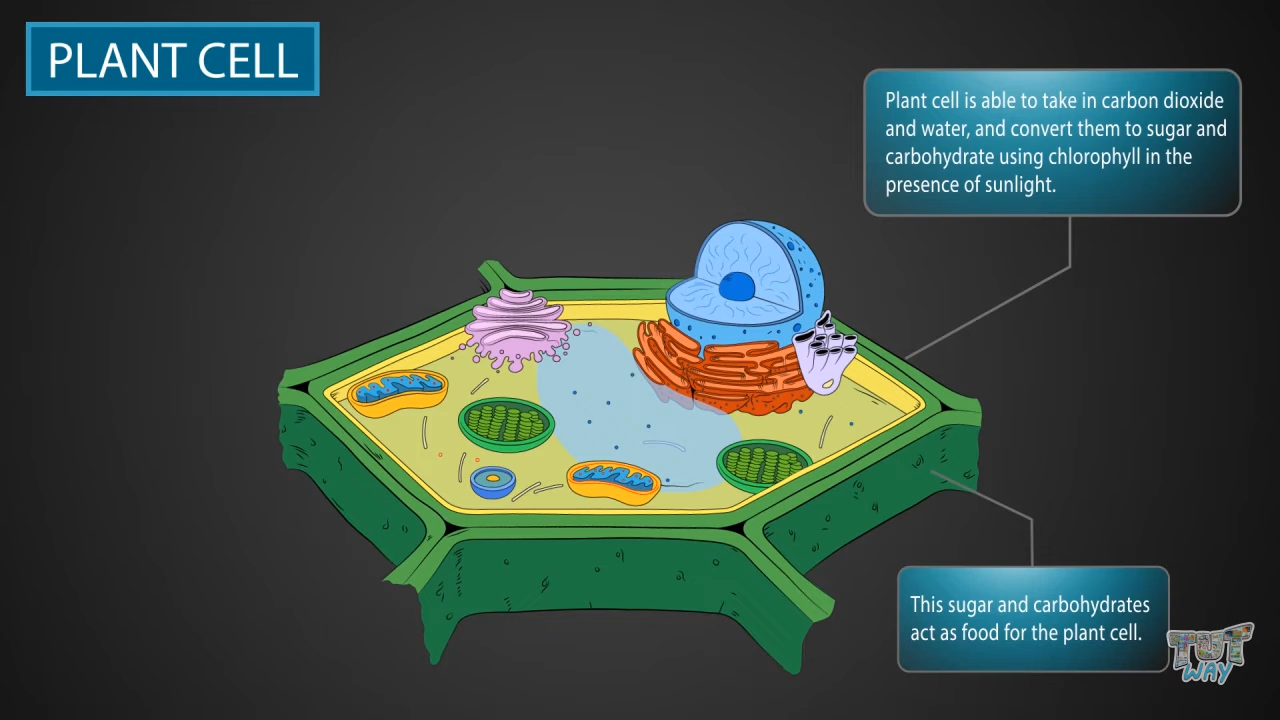 PLANT CELL
Plant cell is able to take in carbon dioxide
and water, and convert them to sugar and
carbohydrate using chlorophyll in the
presence of sunlight.
This sugar and carbohydrates
act as food for the plant cell.
TUT
WAY